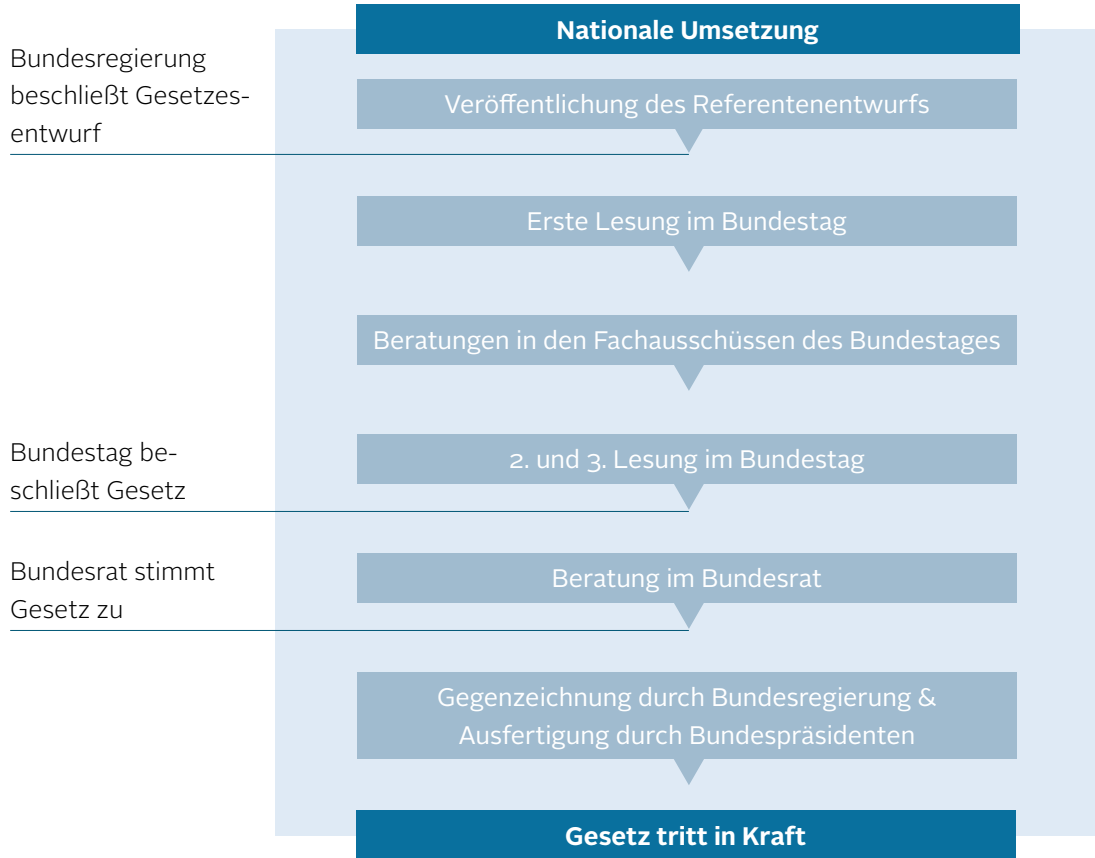 Nationale Umsetzung
Veröffentlichung des Referentenentwurfs
Bundesregierung
beschließt Gesetzes-
entwurf
Erste Lesung im Bundestag
Beratungen in den Fachausschüssen des Bundestages
2. und 3. Lesung im Bundestag
Bundestag be-
schließt Gesetz
Beratung im Bundesrat
Bundesrat stimmt
Gesetz zu
Gegenzeichnung durch Bundesregierung &
Ausfertigung durch Bundespräsidenten
Gesetz tritt in Kraft